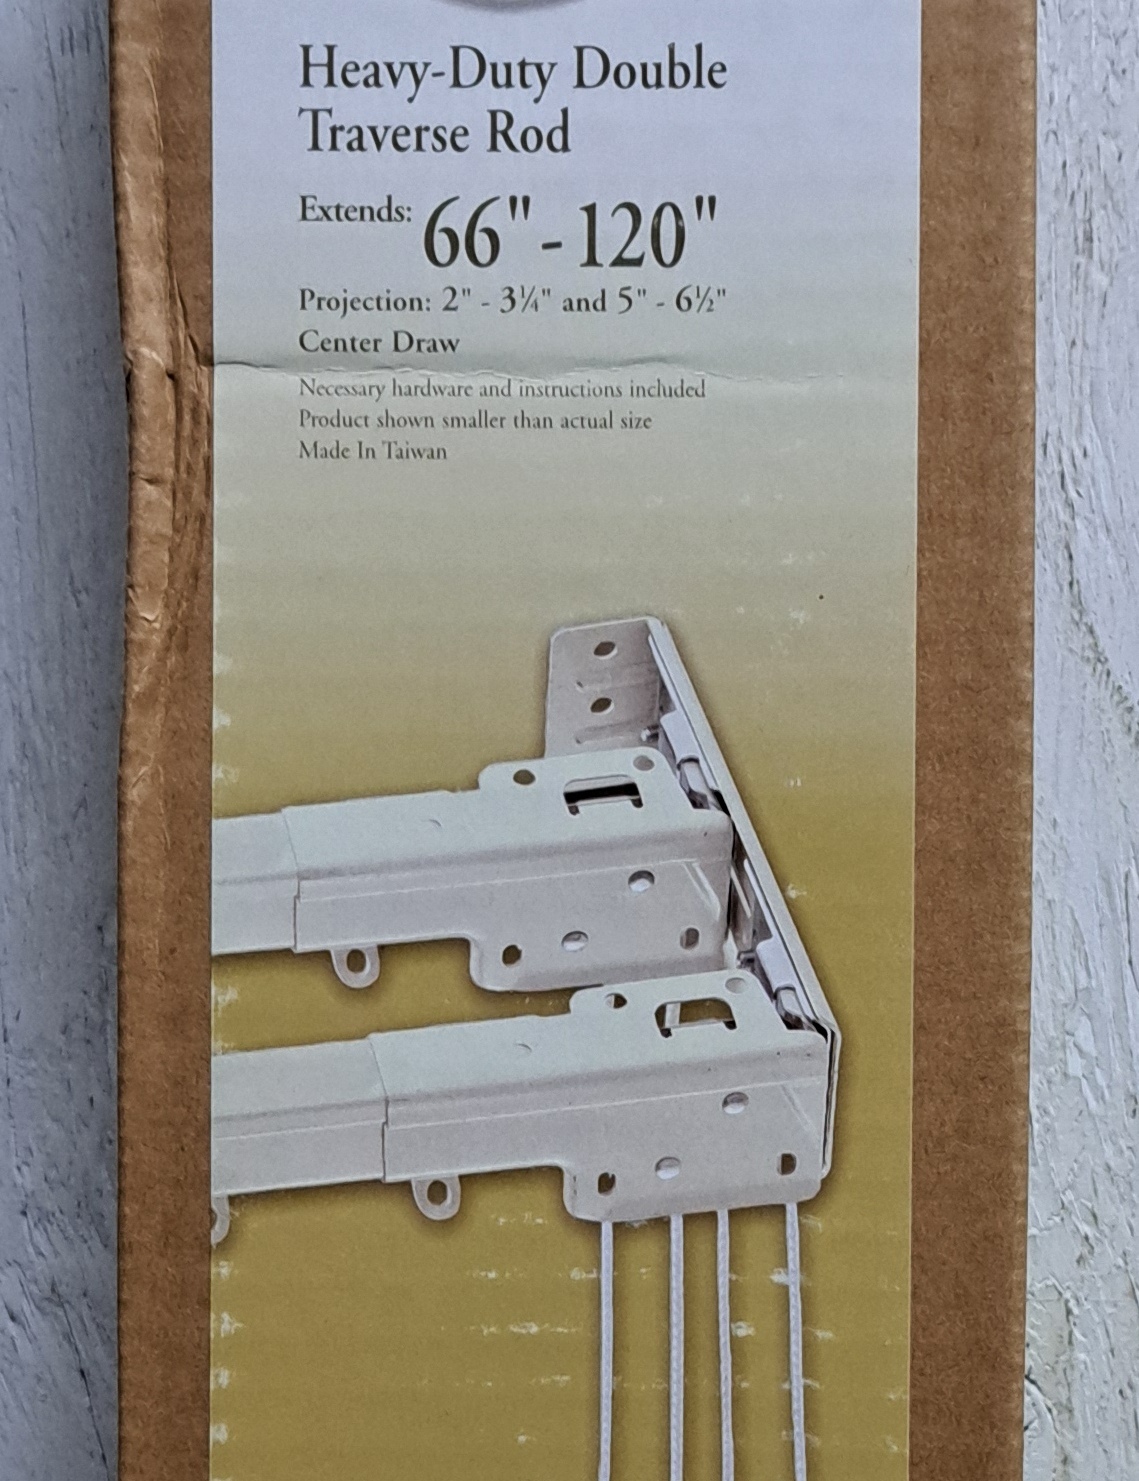 Heavy-Duty Double
Traverse Rod
Extends: 66"-120"
Projection: 2" - 3¼" and 5" - 6½"
Center Draw
Necessary hardware and instructions included
Product shown smaller than actual size
Made In Taiwan